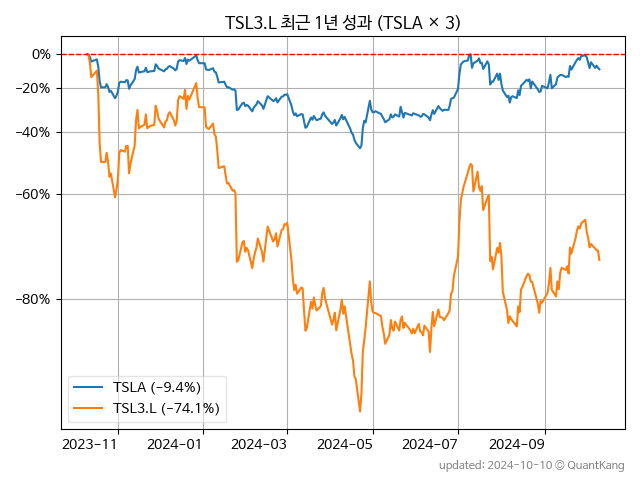 TSL3.L 최근 1년 성과 (TSLA × 3)
0%
−20%
−40%
−60%
−80%
TSLA (−9.4%)
TSL3.L (−74.1%)
2023−11
2024−01
2024−03
2024−05
2024−07
2024−09
updated: 2024-10-10 © QuantKang